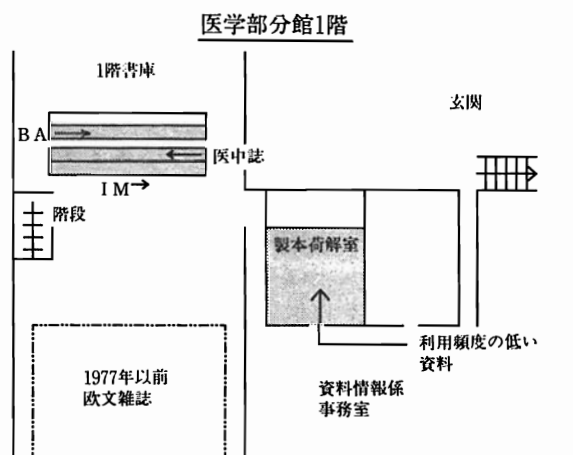 医学部分館1階
1階書庫
玄関
BA
医中誌
IM
階段
製本荷解室
利用頻度の低い
資料
1977年以前
欧文雑誌
資料情報係
事務室